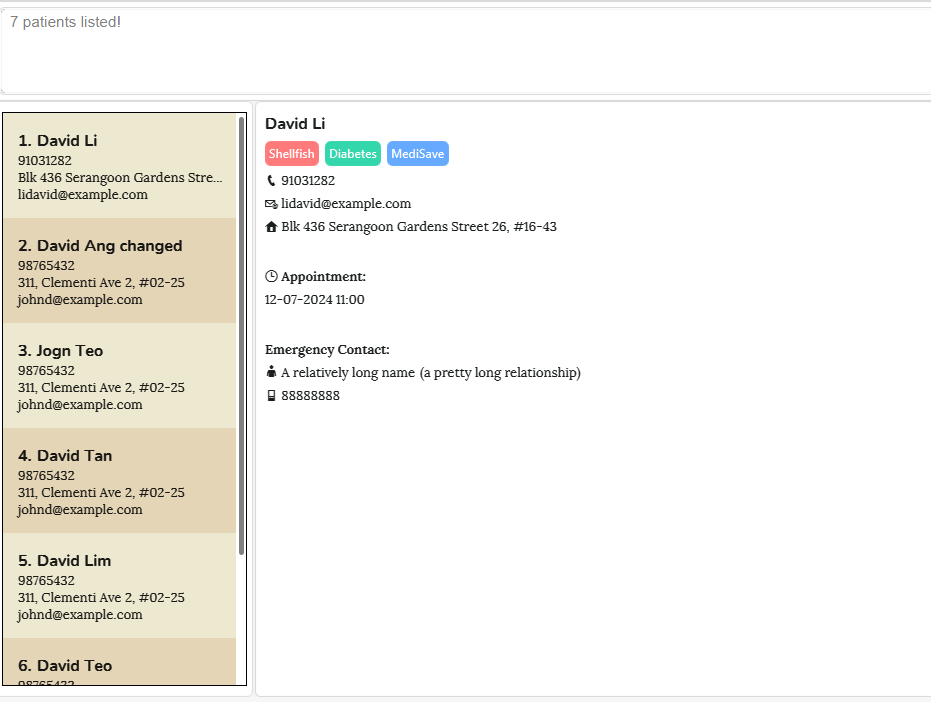 7 patients listed!
1. David Li
91031282
Blk 436 Serangoon Gardens Stre...
lidavid@example.com
2. David Ang changed
98765432
311, Clementi Ave 2, #02-25
johnd@example.com
3. Jogn Teo
98765432
311, Clementi Ave 2, #02-25
johnd@example.com
4. David Tan
98765432
311, Clementi Ave 2, #02-25
johnd@example.com
5. David Lim
98765432
311, Clementi Ave 2, #02-25
johnd@example.com
6. David Teo
98765432
David Li
Shellfish Diabetes MediSave
91031282
lidavid@example.com
Blk 436 Serangoon Gardens Street 26, #16-43
Appointment:
12-07-2024 11:00
Emergency Contact:
A relatively long name (a pretty long relationship)
88888888